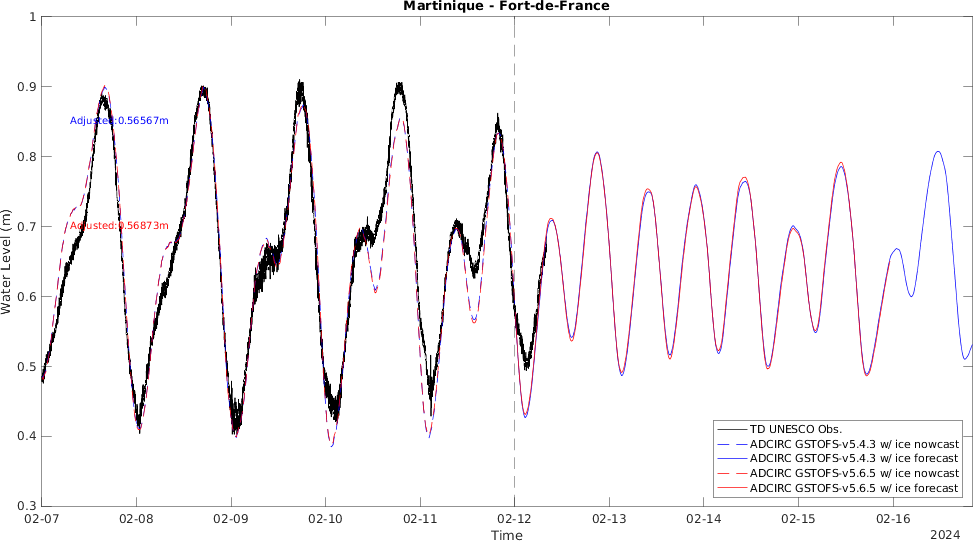 Martinique - Fort-de-France
Water Level (m)
1
0.9
0.8
0.7
0.6
0.5
0.4
0.3
Adjusted:0.56567m
Adjusted:0.56873m
TD UNESCO Obs.
ADCIRC GSTOFS-v5.4.3 w/ ice nowcast
ADCIRC GSTOFS-v5.4.3 w/ ice forecast
ADCIRC GSTOFS-v5.6.5 w/ ice nowcast
ADCIRC GSTOFS-v5.6.5 w/ ice forecast
02-07 02-08 02-09 02-10 02-11 02-12 02-13 02-14 02-15 02-16
Time
2024